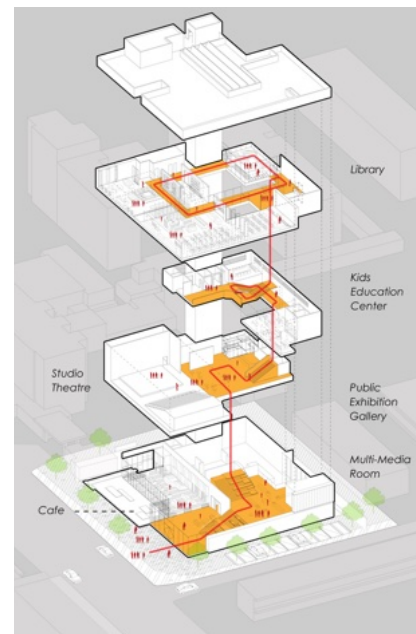 Library
Kids
Education
Center
Studio
Theatre
Public
Exhibition
Gallery
Multi-Media
Room
Cafe